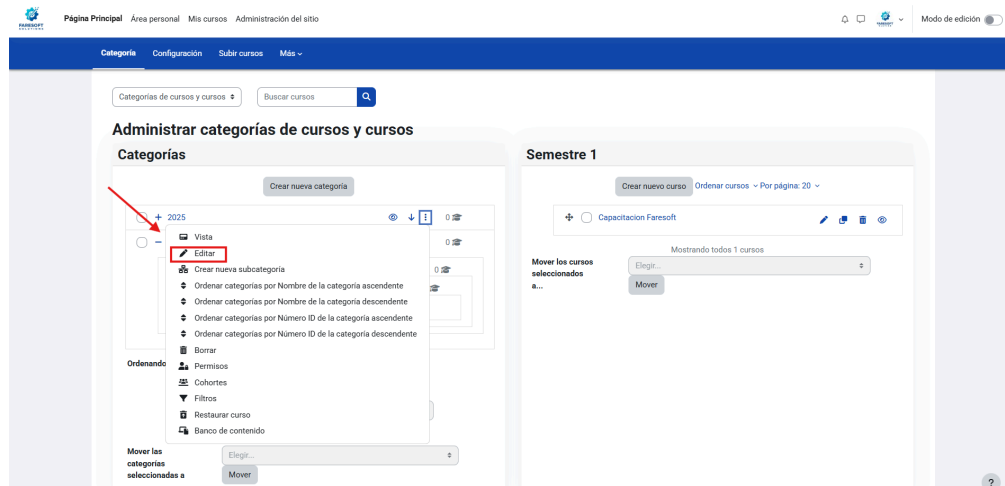 FARESOFT
SOLUTIONS
Página Principal Área personal Mis cursos Administración del sitio
Modo de edición
Categoría Configuración Subir cursos Más
Categorías de cursos y cursos
Buscar cursos
Administrar categorías de cursos y cursos
Categorías
Crear nueva categoría
2025
0
0
Vista
Editar
Crear nueva subcategoría
0
Ordenar categorías por Nombre de la categoría ascendente
Ordenar categorías por Nombre de la categoría descendente
Ordenar categorías por Número ID de la categoría ascendente
Ordenar categorías por Número ID de la categoría descendente
Borrar
Ordenando
Permisos
Cohortes
Filtros
Restaurar curso
Banco de contenido
Mover las
categorías
seleccionadas a
Elegir...
Mover
Semestre 1
Crear nuevo curso Ordenar cursos Por página: 20
Capacitacion Faresoft
Mostrando todos 1 cursos
Mover los cursos
seleccionados
a...
Elegir...
Mover
?